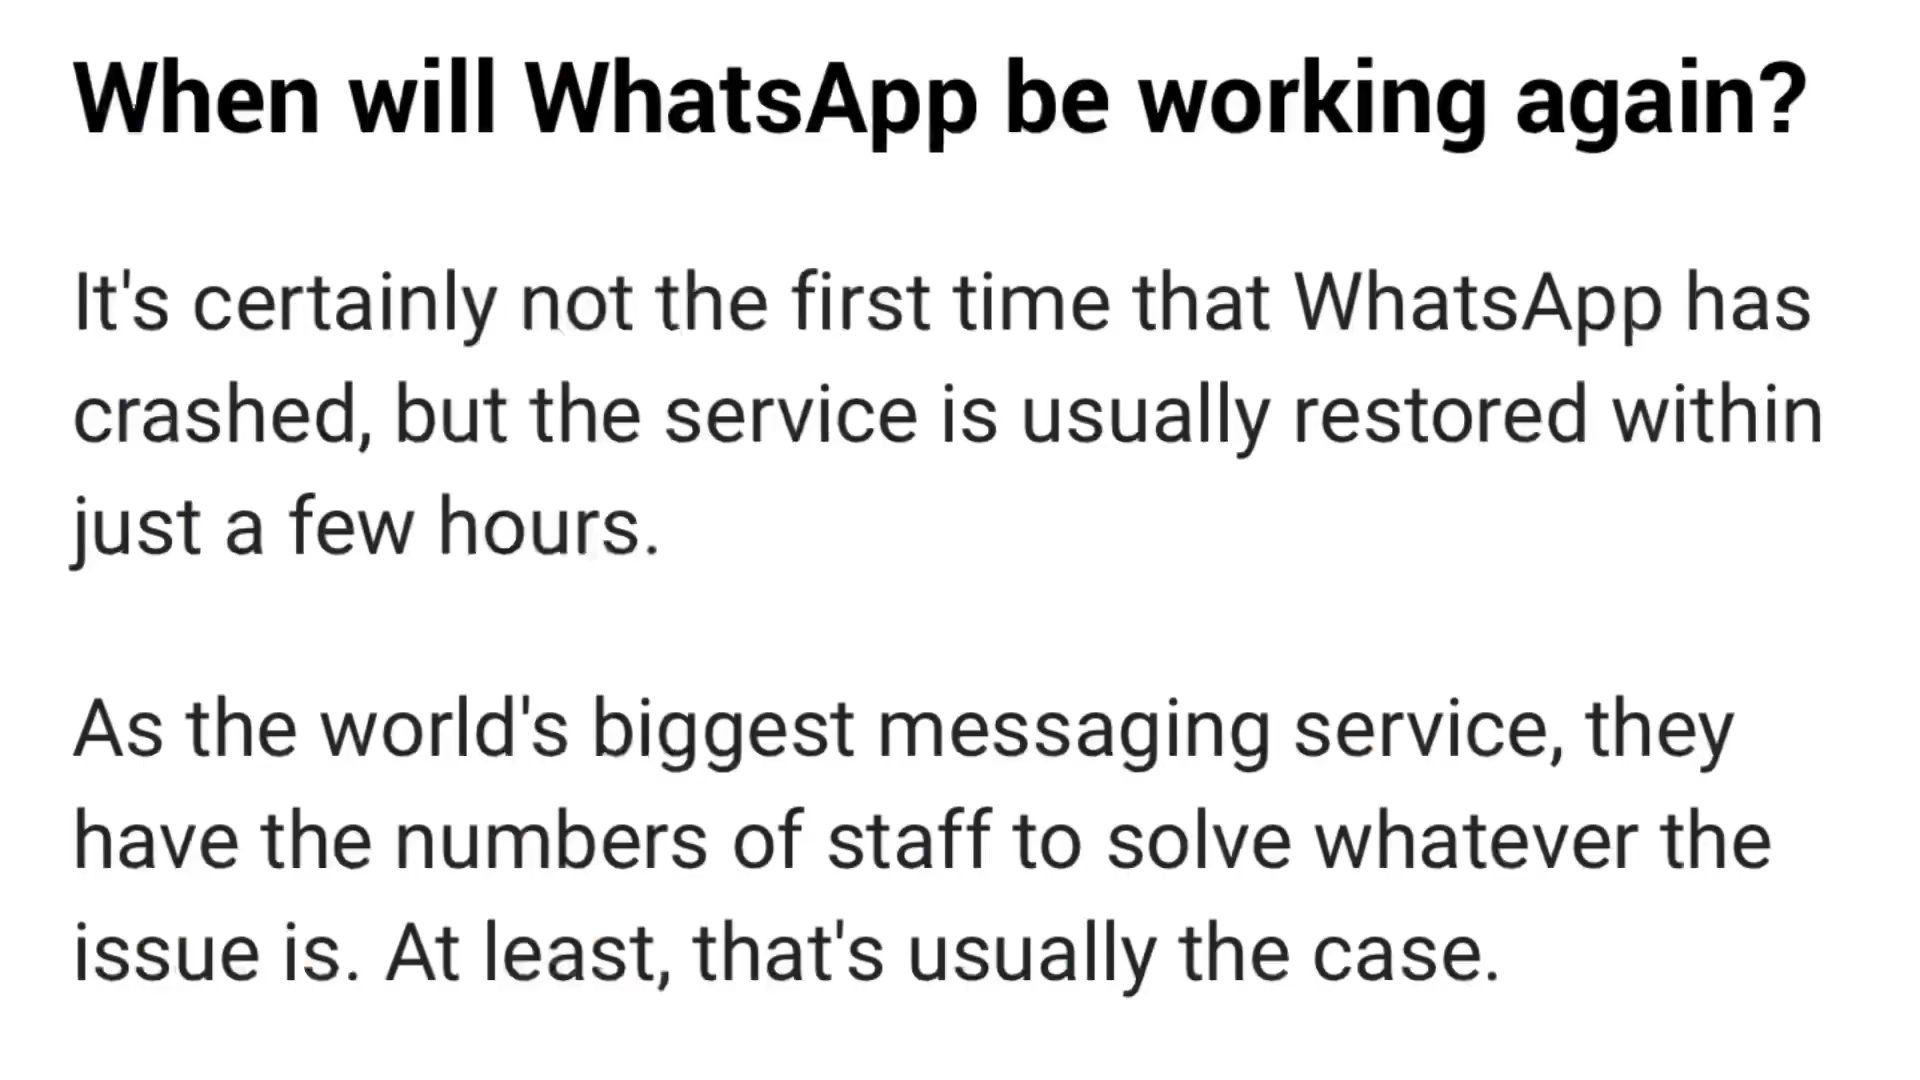 When will WhatsApp be working again?
It's certainly not the first time that WhatsApp has
crashed, but the service is usually restored within
just a few hours.
As the world's biggest messaging service, they
have the numbers of staff to solve whatever the
issue is. At least, that's usually the case.